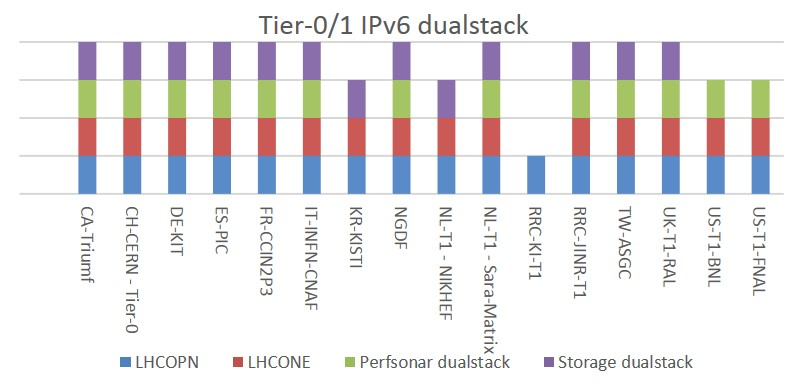 Tier-0/1 IPv6 dualstack
CA-Triumf
CH-CERN - Tier-0
DE-KIT
ES-PIC
FR-CCIN2P3
IT-INFN-CNAF
KR-KISTI
NGDF
NL-T1 - NIKHEF
NL-T1 - Sara-Matrix
RRC-KI-T1
RRC-JINR-T1
TW-ASGC
UK-T1-RAL
US-T1-BNL
US-T1-FNAL
LHCOPN LHCONE Perfsonar dualstack Storage dualstack